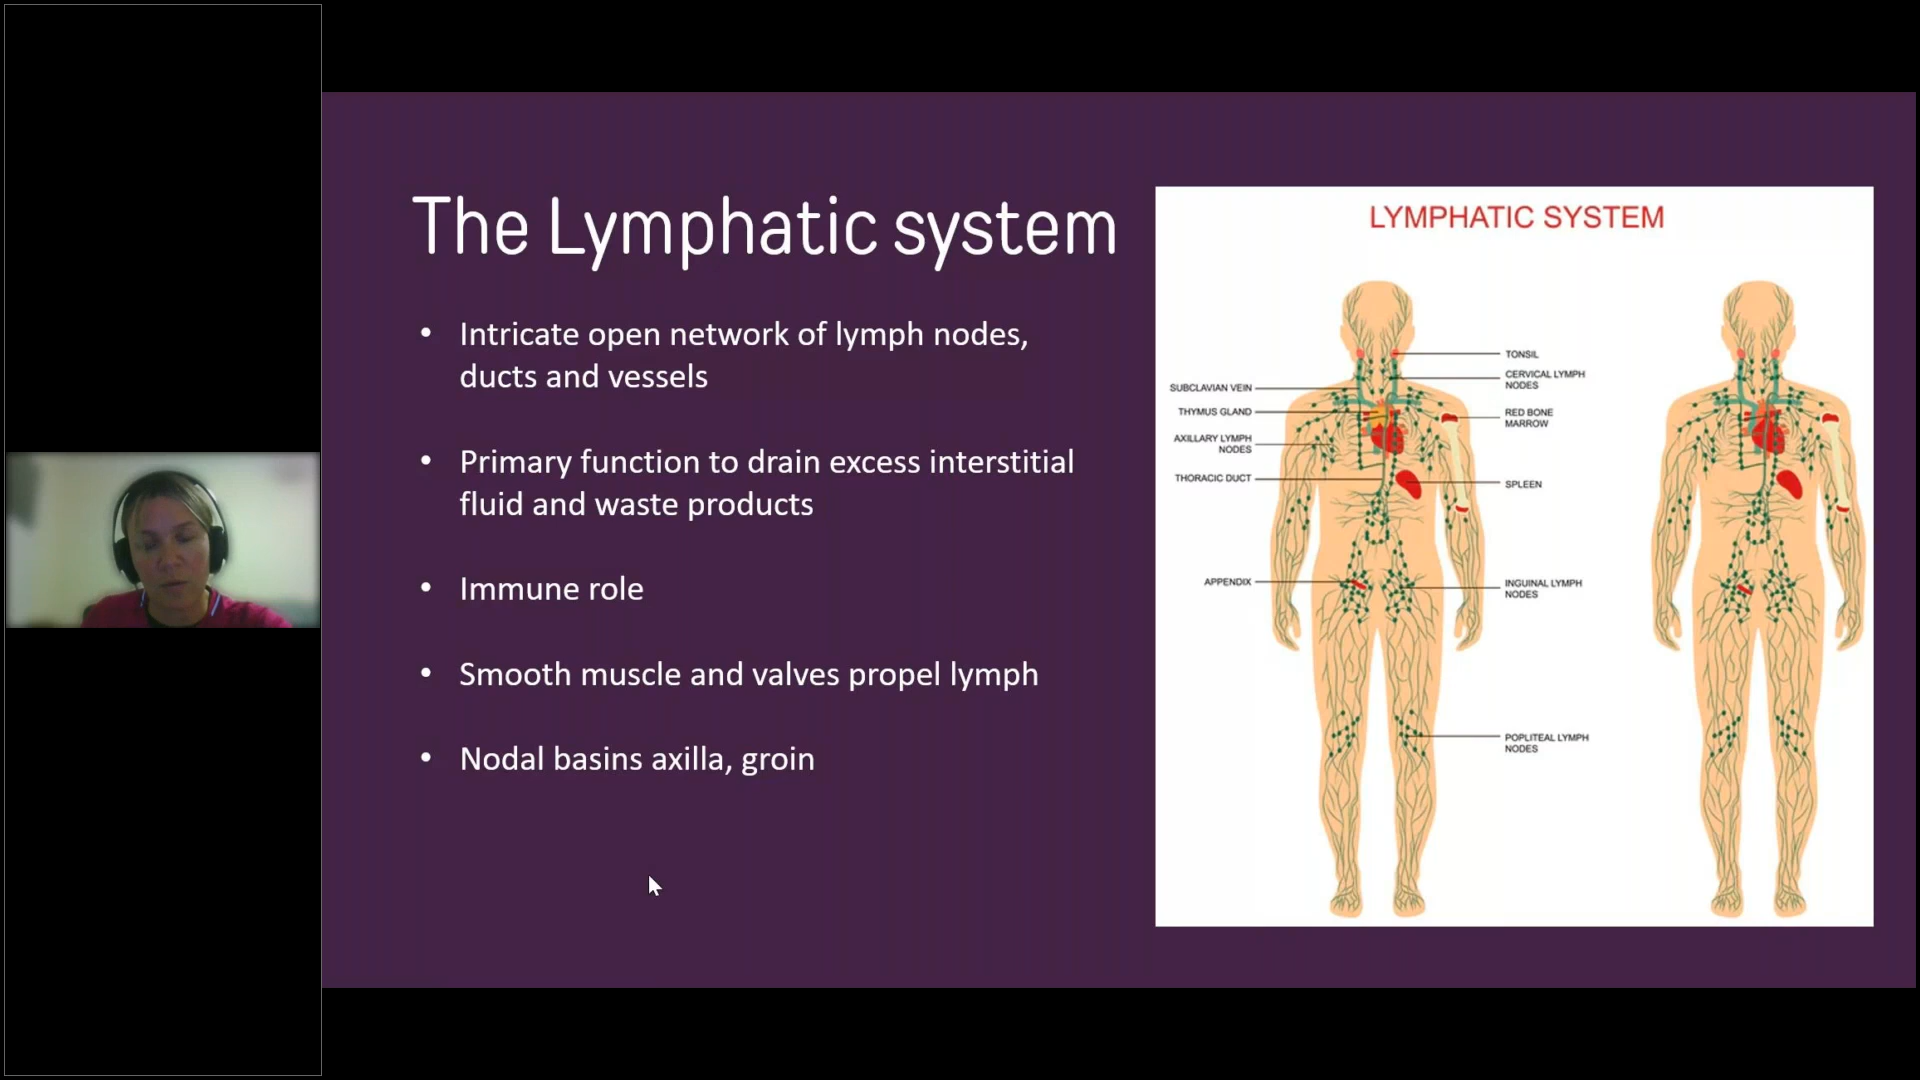 The Lymphatic system
• Intricate open network of lymph nodes,
ducts and vessels
• Primary function to drain excess interstitial
fluid and waste products
• Immune role
• Smooth muscle and valves propel lymph
• Nodal basins axilla, groin
LYMPHATIC SYSTEM
SUBCLAVIAN VEIN
THYMUS GLAND
AXILLARY LYMPH
NODES
THORACIC DUCT
APPENDIX
TONSIL
CERVICAL LYMPH
NODES
RED BONE
MARROW
SPLEEN
INGUINAL LYMPH
NODES
POPLITEAL LYMPH
NODES